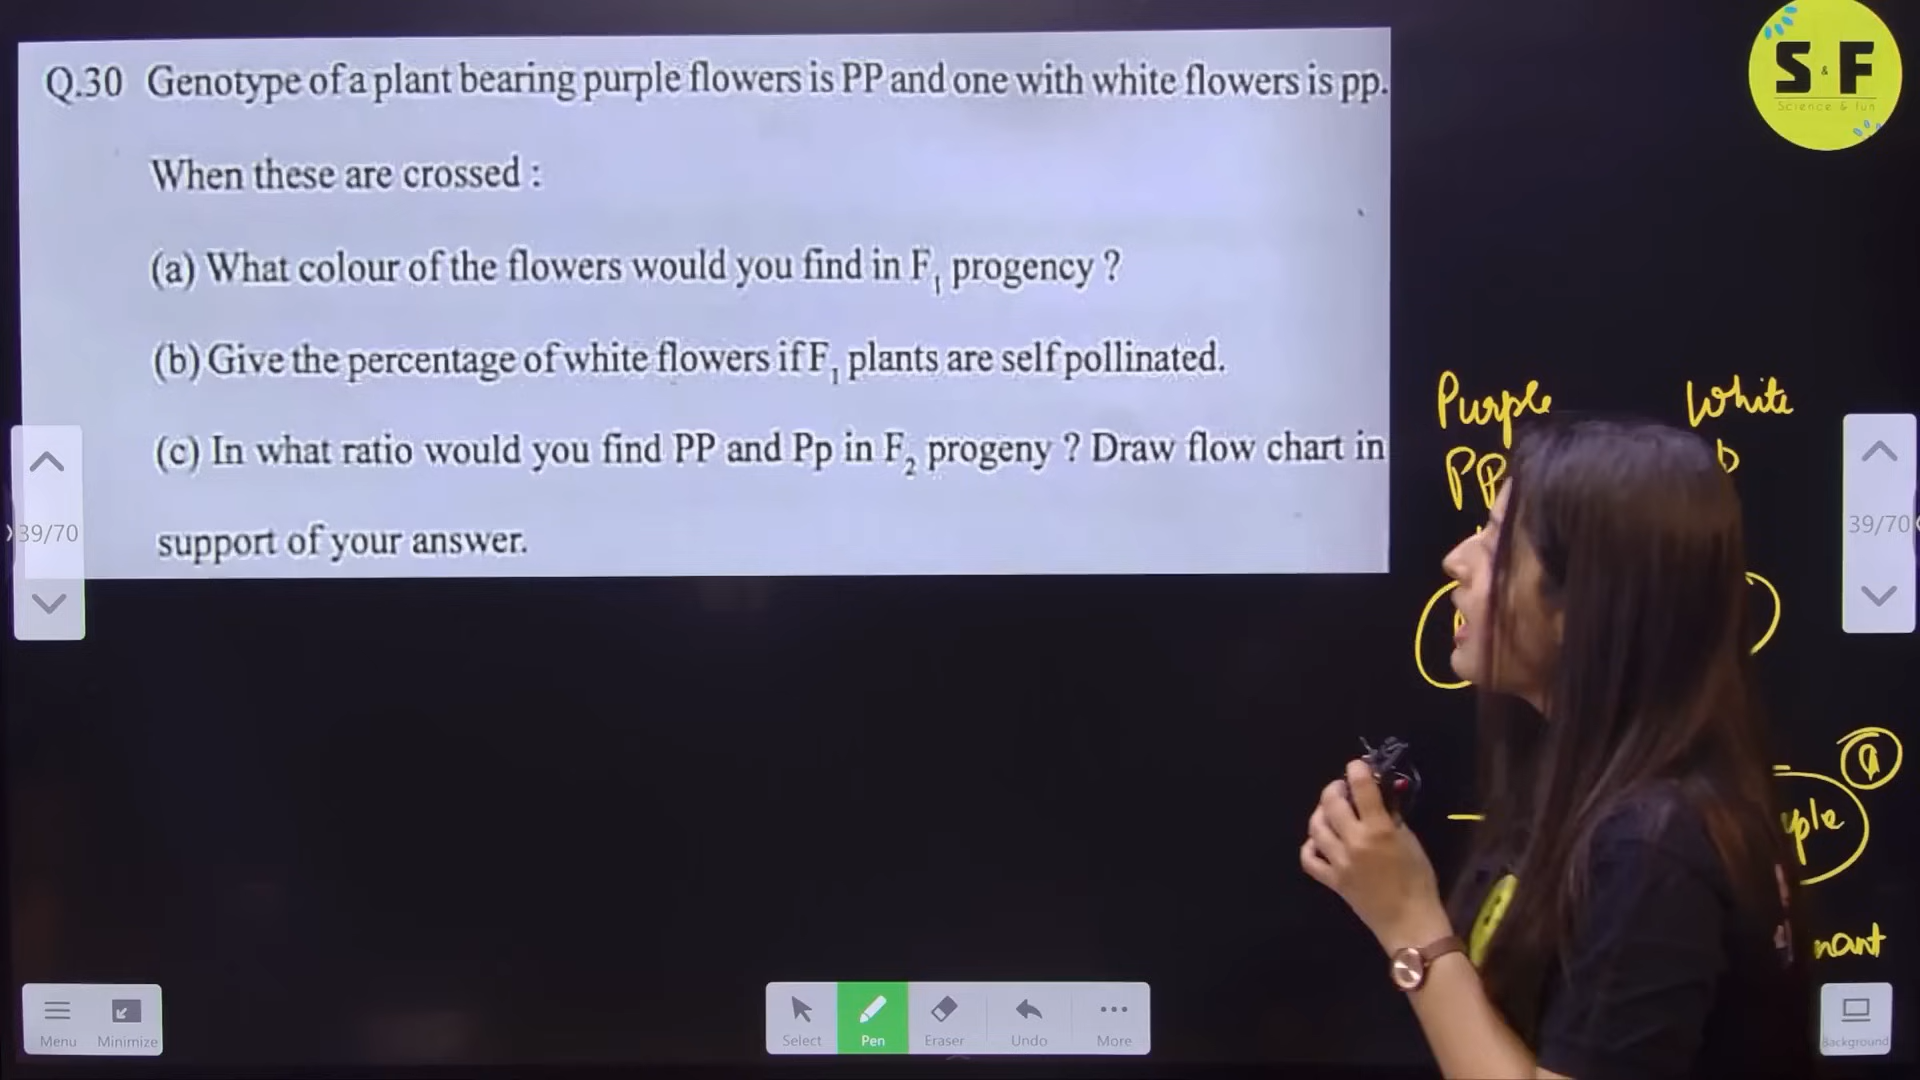 Q.30 Genotype of a plant bearing purple flowers is PP and one with white flowers is pp.
When these are crossed :
(a) What colour of the flowers would you find in F₁ progency ?
(b) Give the percentage of white flowers if F₁ plants are self pollinated.
(c) In what ratio would you find PP and Pp in F₂ progeny ? Draw flow chart in
support of your answer.
S & F
Science & fun
Purple White
PP
39/70
39/70
a
nant
Menu Minimize
Select Pen Eraser Undo More
Background